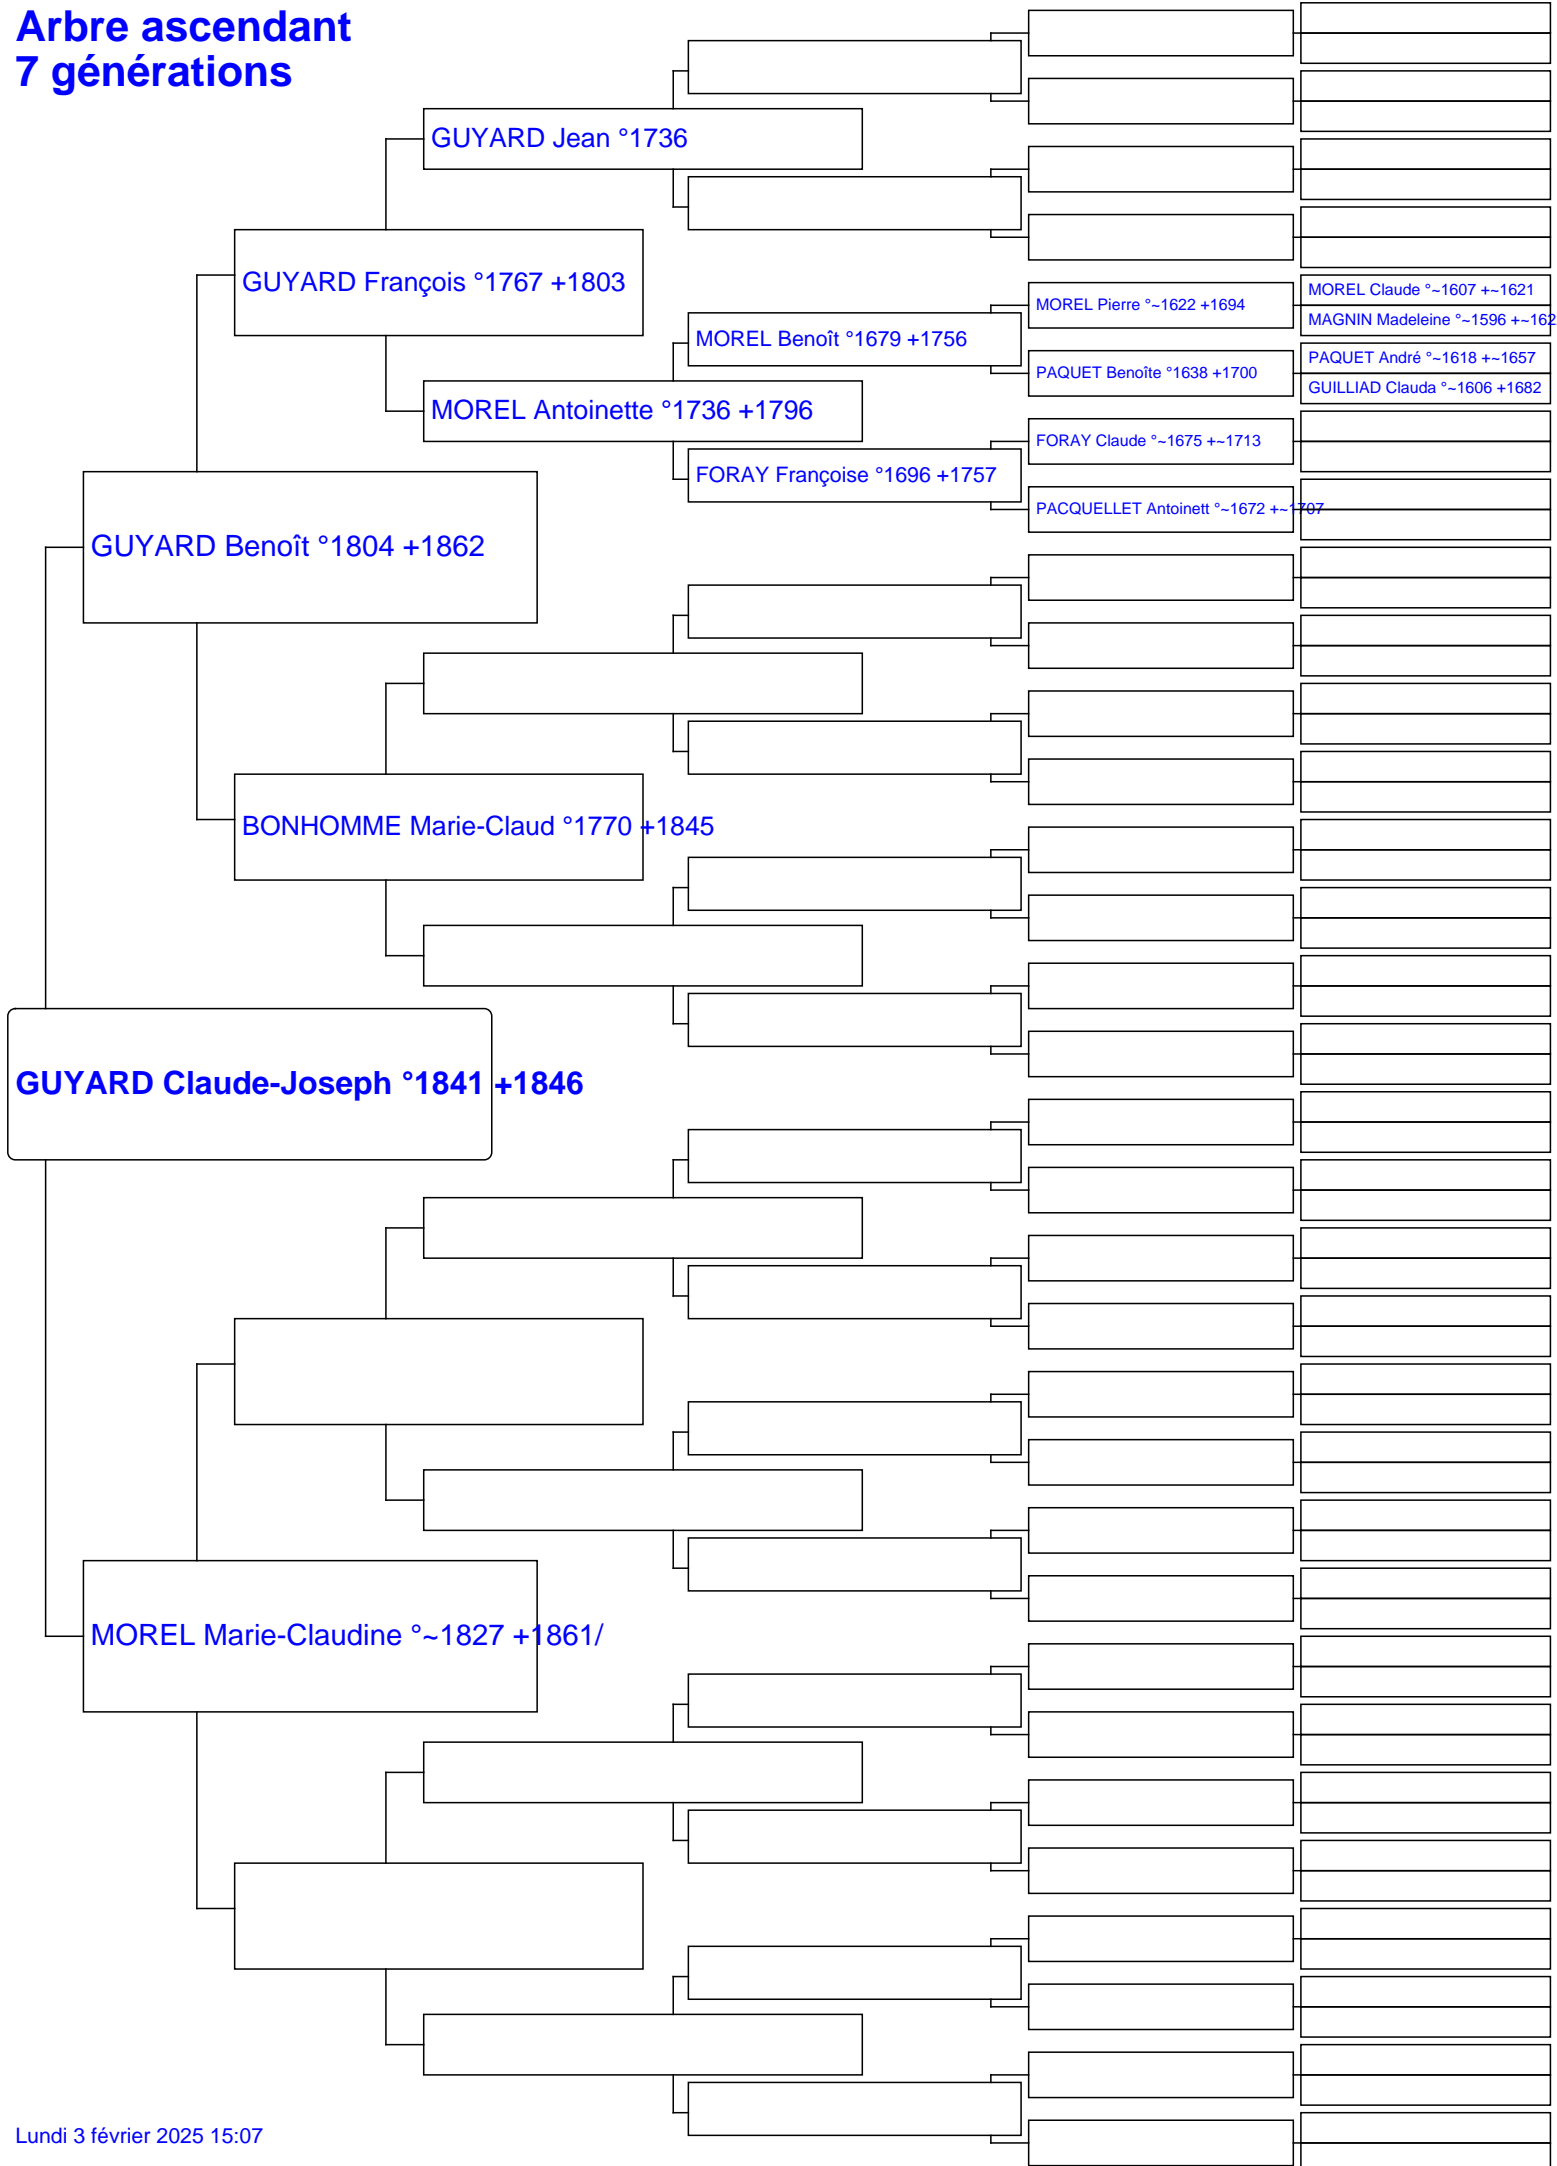 Arbre ascendant
7 générations
GUYARD Jean °1736
GUYARD François °1767 +1803
MOREL Claude °~1607 +~1621
MOREL Pierre °~1622 +1694
MAGNIN Madeleine °~1596 +~162
MOREL Benoît °1679 +1756
PAQUET André °~1618 +~1657
PAQUET Benoîte °1638 +1700
GUILLIAD Clauda °~1606 +1682
MOREL Antoinette °1736 +1796
FORAY Claude °~1675 +~1713
FORAY Françoise °1696 +1757
PACQUELLET Antoinett °~1672 +~1707
GUYARD Benoît °1804 +1862
BONHOMME Marie-Claud °1770 +1845
GUYARD Claude-Joseph °1841 +1846
MOREL Marie-Claudine °~1827 +1861/
Lundi 3 février 2025 15:07